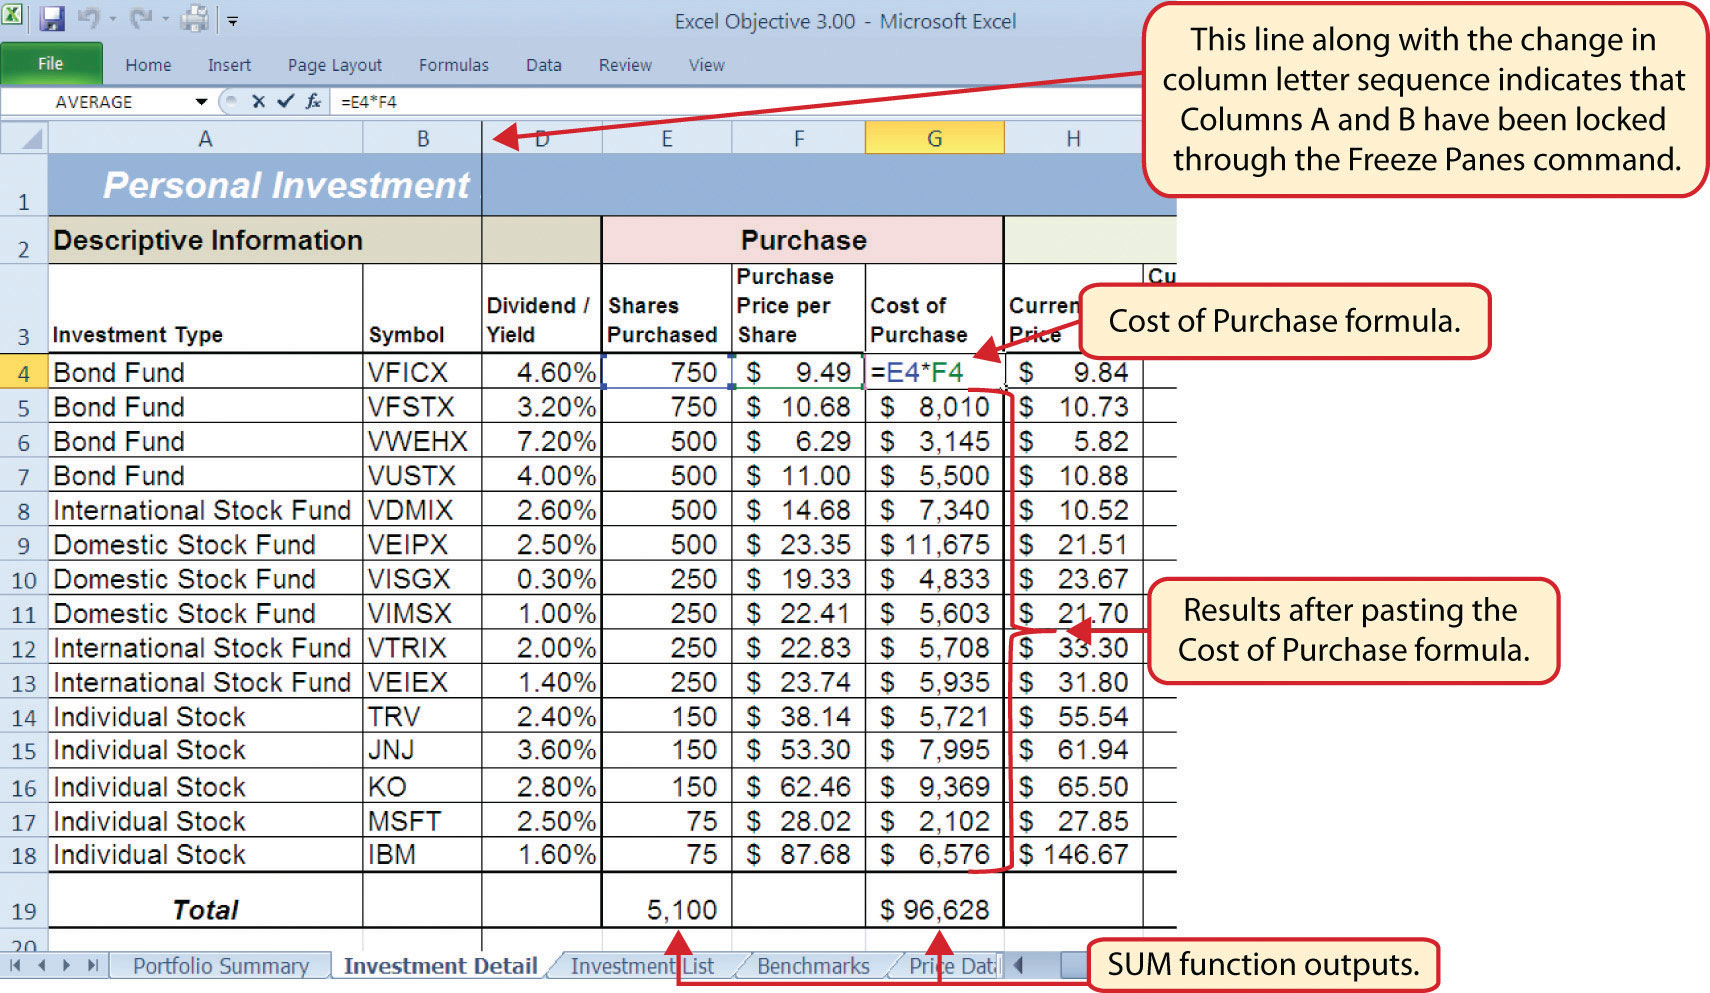 Excel Objective 3.00 - Microsoft Excel
File Home Insert Page Layout Formulas Data Review View
AVERAGE fx =E4*F4
This line along with the change in
column letter sequence indicates that
Columns A and B have been locked
through the Freeze Panes command.
A B D E F G H
1 Personal Investment
2 Descriptive Information Purchase
3 Investment Type Symbol Dividend / Yield Shares Purchased Purchase Price per Share Cost of Purchase Curren Price Cu
Cost of Purchase formula.
4 Bond Fund VFICX 4.60% 750 $ 9.49 =E4*F4 $ 9.84
5 Bond Fund VFSTX 3.20% 750 $ 10.68 $ 8,010 $ 10.73
6 Bond Fund VWEHX 7.20% 500 $ 6.29 $ 3,145 $ 5.82
7 Bond Fund VUSTX 4.00% 500 $ 11.00 $ 5,500 $ 10.88
8 International Stock Fund VDMIX 2.60% 500 $ 14.68 $ 7,340 $ 10.52
9 Domestic Stock Fund VEIPX 2.50% 500 $ 23.35 $ 11,675 $ 21.51
10 Domestic Stock Fund VISGX 0.30% 250 $ 19.33 $ 4,833 $ 23.67
11 Domestic Stock Fund VIMSX 1.00% 250 $ 22.41 $ 5,603 $ 21.70
12 International Stock Fund VTRIX 2.00% 250 $ 22.83 $ 5,708 $ 33.30
13 International Stock Fund VEIEX 1.40% 250 $ 23.74 $ 5,935 $ 31.80
14 Individual Stock TRV 2.40% 150 $ 38.14 $ 5,721 $ 55.54
15 Individual Stock JNJ 3.60% 150 $ 53.30 $ 7,995 $ 61.94
16 Individual Stock KO 2.80% 150 $ 62.46 $ 9,369 $ 65.50
17 Individual Stock MSFT 2.50% 75 $ 28.02 $ 2,102 $ 27.85
18 Individual Stock IBM 1.60% 75 $ 87.68 $ 6,576 $ 146.67
Results after pasting the
Cost of Purchase formula.
19 Total 5,100 $ 96,628
20
Portfolio Summary Investment Detail Investment List Benchmarks Price Data
SUM function outputs.